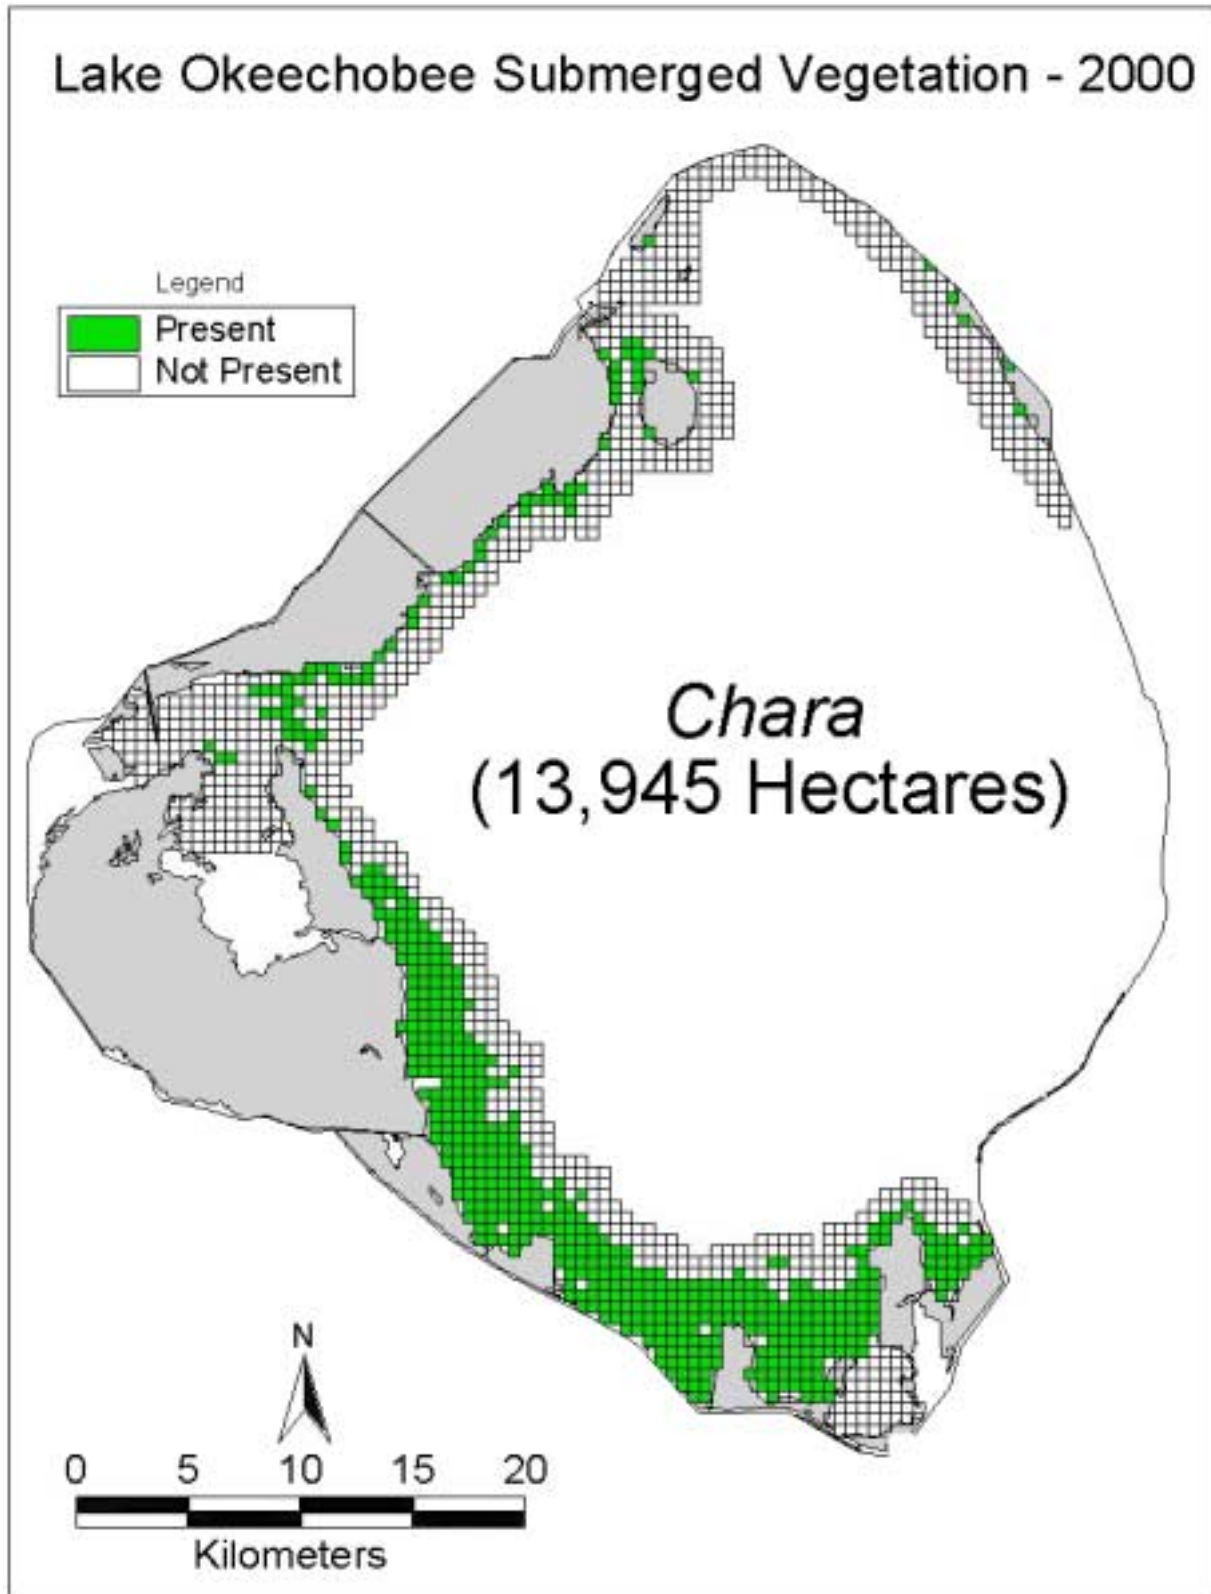 Lake Okeechobee Submerged Vegetation - 2000
Legend
Present
Not Present
Chara
(13,945 Hectares)
N
0 5 10 15 20
Kilometers